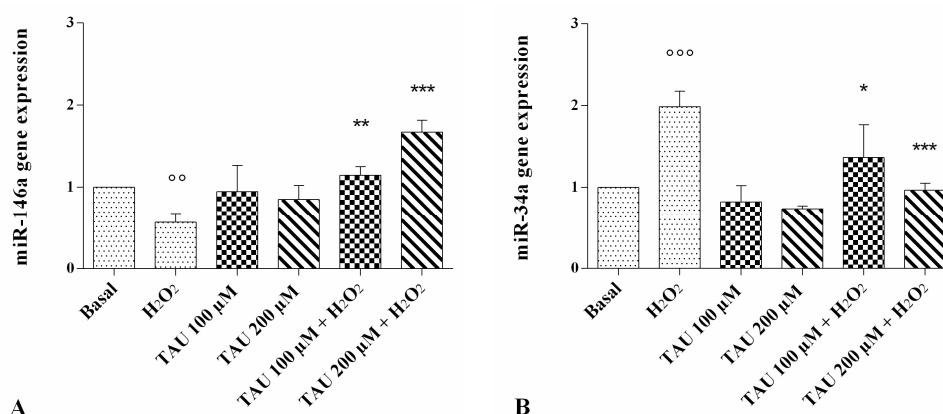 miR-146a gene expression
3
2
1
0
°°
**
***
Basal
H₂O₂
TAU 100 µM
TAU 200 µM
TAU 100 µM + H₂O₂
TAU 200 µM + H₂O₂
A
miR-34a gene expression
3
2
1
0
°°°
*
***
Basal
H₂O₂
TAU 100 µM
TAU 200 µM
TAU 100 µM + H₂O₂
TAU 200 µM + H₂O₂
B